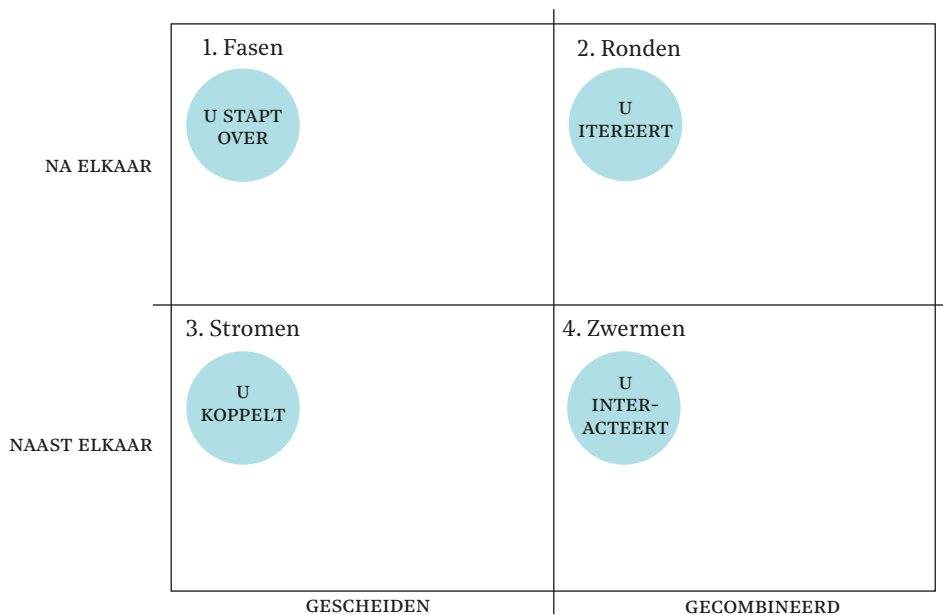 1. Fasen
2. Ronden
U STAPT
OVER
U
ITEREERT
NA ELKAAR
3. Stromen
4. Zwermen
U
KOPPELT
U
INTER-
ACTEERT
NAAST ELKAAR
GESCHEIDEN
GECOMBINEERD